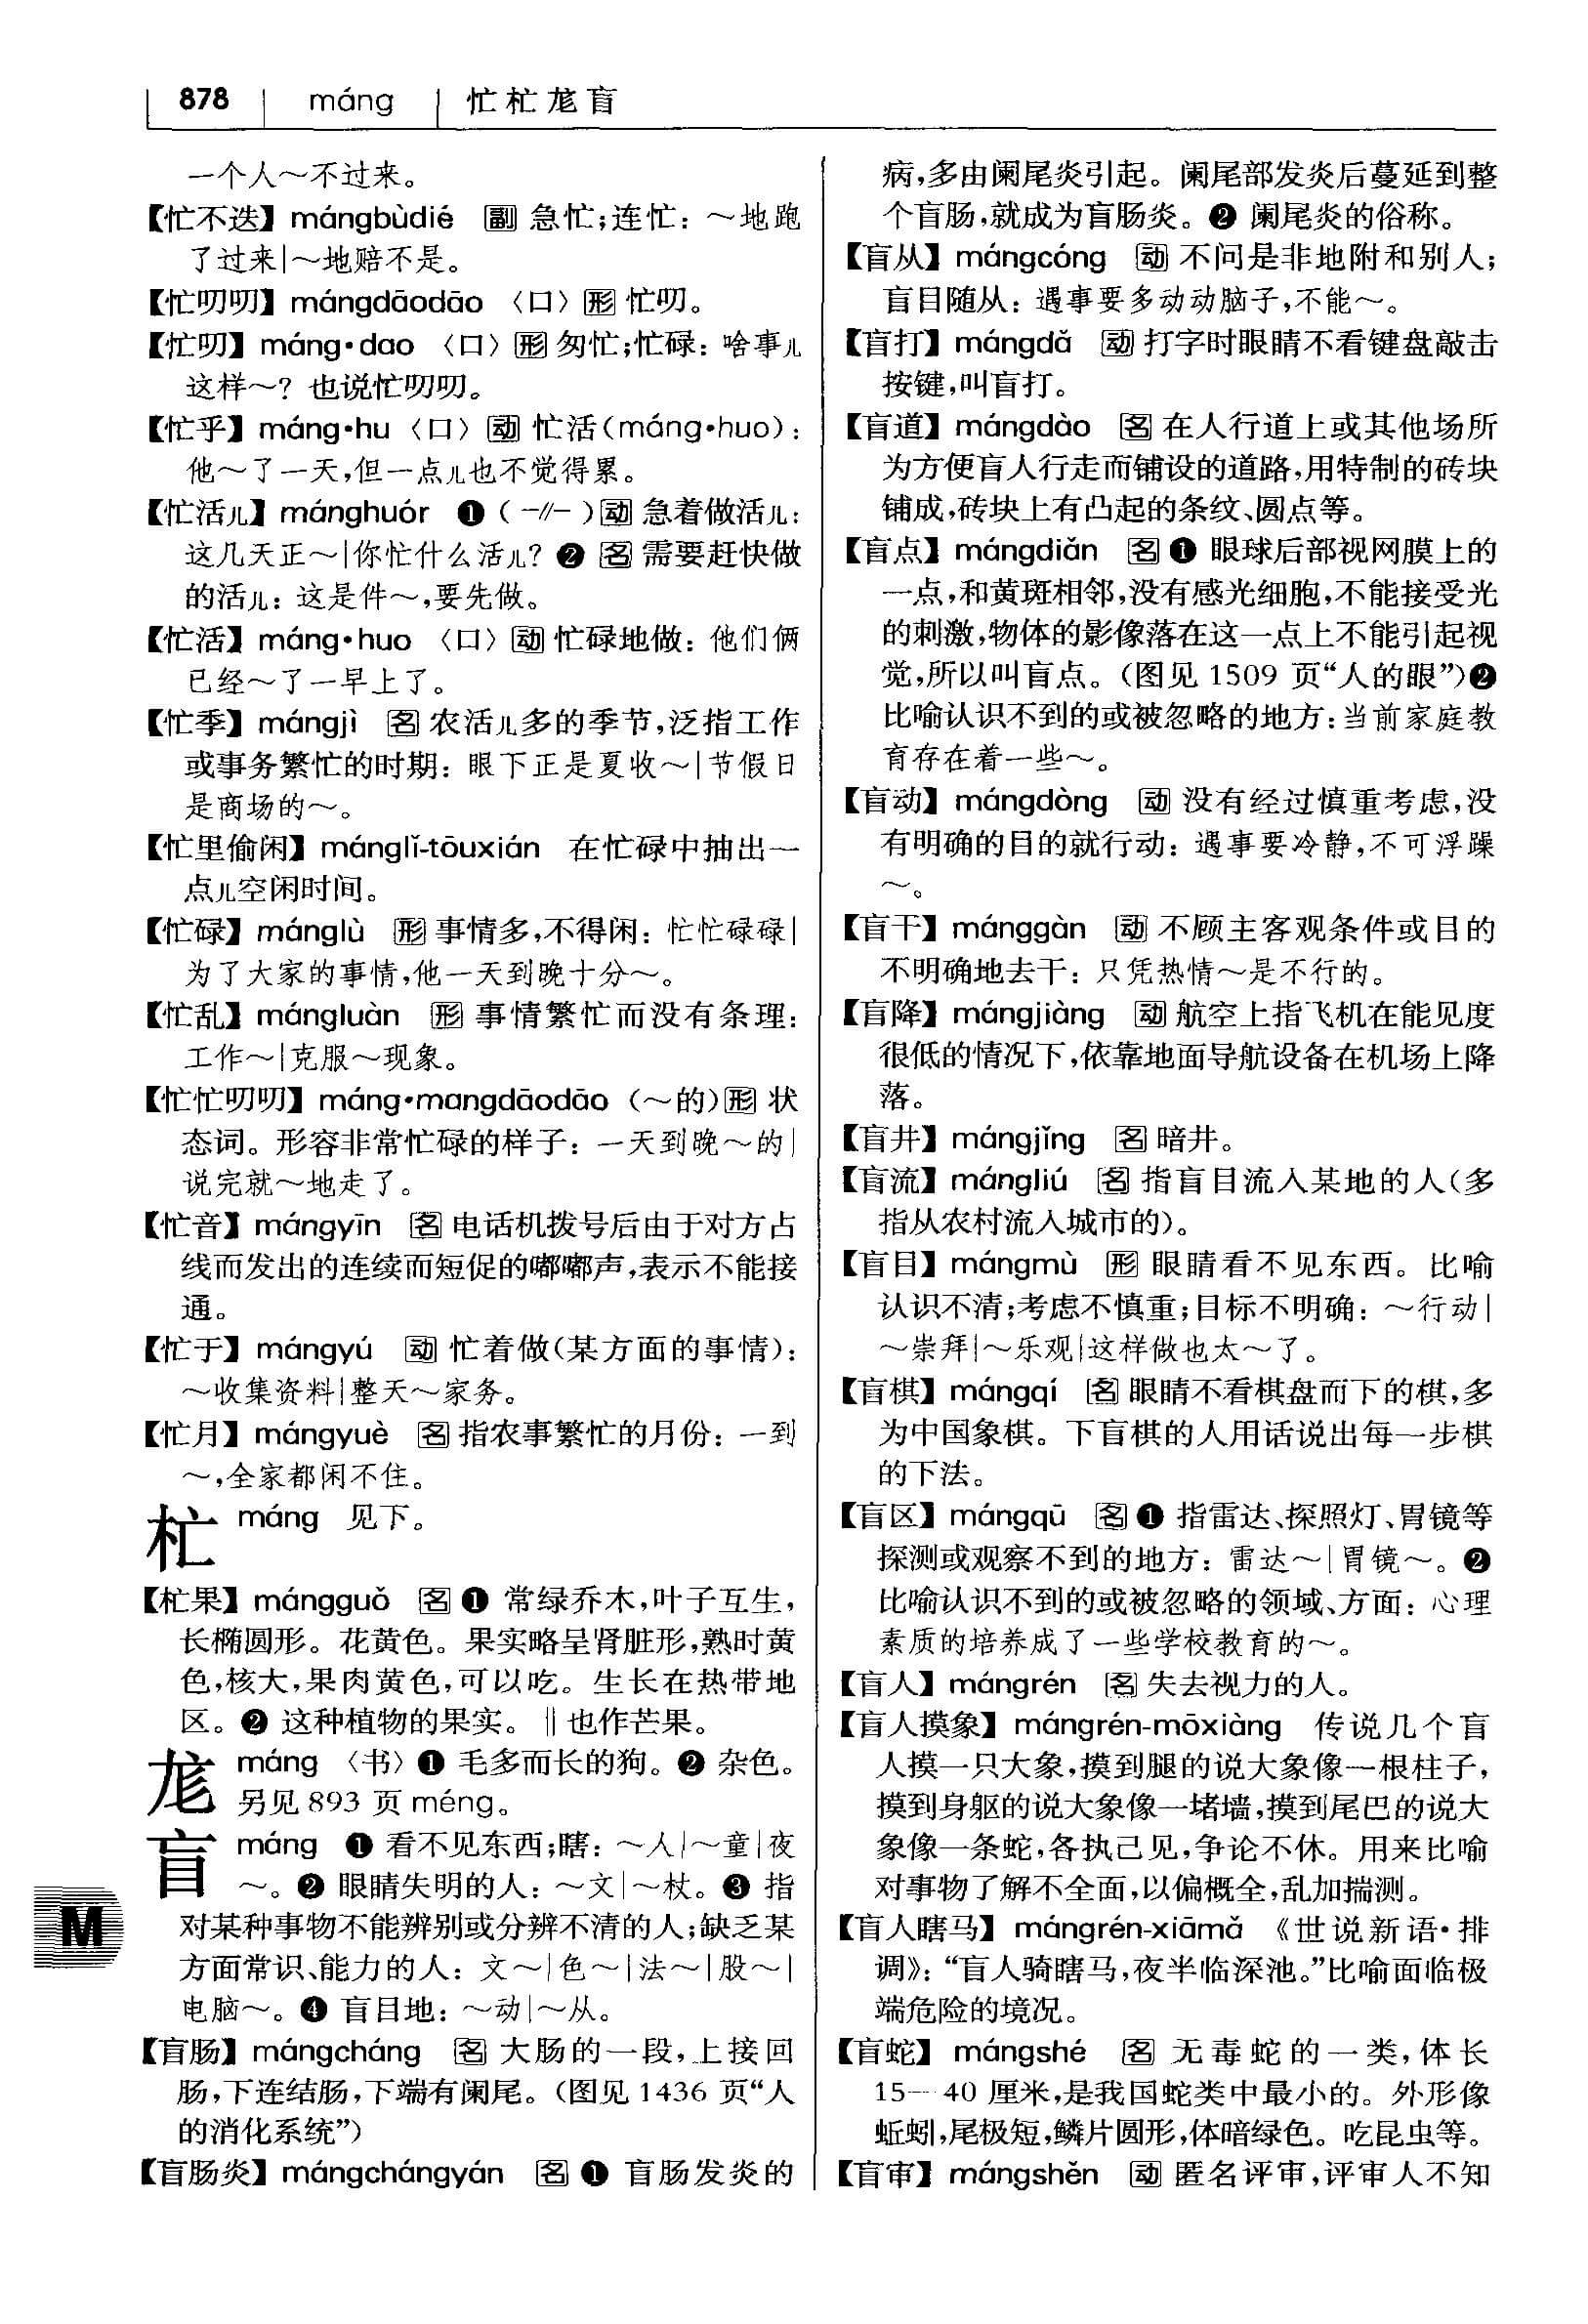 878 máng 忙杧尨盲
一个人～不过来。
【忙不迭】mángbùdié 副 急忙；连忙：～地跑
了过来|～地赔不是。
【忙叨叨】mángdāodāo 〈口〉形 忙叨。
【忙叨】máng•dao 〈口〉形 匆忙；忙碌：啥事儿
这样～？也说忙叨叨。
【忙乎】máng•hu〈口〉动 忙活(máng•huo)：
他～了一天，但一点儿也不觉得累。
【忙活儿】mánghuór ❶（-//-）动 急着做活儿：
这几天正～|你忙什么活儿？❷ 名 需要赶快做
的活儿：这是件～，要先做。
【忙活】máng•huo 〈口〉动 忙碌地做：他们俩
已经～了一早上了。
【忙季】mángjì 名 农活儿多的季节，泛指工作
或事务繁忙的时期：眼下正是夏收～|节假日
是商场的～。
【忙里偷闲】mánglǐ-tōuxián 在忙碌中抽出一
点儿空闲时间。
【忙碌】mánglù 形 事情多，不得闲：忙忙碌碌|
为了大家的事情，他一天到晚十分～。
【忙乱】mángluàn 形 事情繁忙而没有条理：
工作～|克服～现象。
【忙忙叨叨】máng•mangdāodāo（～的）形 状
态词。形容非常忙碌的样子：一天到晚～的|
说完就～地走了。
【忙音】mángyīn 名 电话机拨号后由于对方占
线而发出的连续而短促的嘟嘟声，表示不能接
通。
【忙于】mángyú 动 忙着做（某方面的事情）：
～收集资料|整天～家务。
【忙月】mángyuè 名 指农事繁忙的月份：一到
～，全家都闲不住。
杧 máng 见下。
【杧果】mángguǒ 名 ❶ 常绿乔木，叶子互生，
长椭圆形。花黄色。果实略呈肾脏形，熟时黄
色，核大，果肉黄色，可以吃。生长在热带地
区。❷ 这种植物的果实。‖也作芒果。
尨 máng 〈书〉❶ 毛多而长的狗。❷ 杂色。
另见 893 页 méng。
盲 máng ❶ 看不见东西；瞎：～人|～童|夜
～。❷ 眼睛失明的人：～文|～杖。❸ 指
对某种事物不能辨别或分辨不清的人；缺乏某
方面常识、能力的人：文～|色～|法～|股～|
电脑～。❹ 盲目地：～动|～从。
【盲肠】mángcháng 名 大肠的一段，上接回
肠，下连结肠，下端有阑尾。（图见 1436 页“人
的消化系统”）
【盲肠炎】mángchángyán 名 ❶ 盲肠发炎的
M
病，多由阑尾炎引起。阑尾部发炎后蔓延到整
个盲肠，就成为盲肠炎。❷ 阑尾炎的俗称。
【盲从】mángcóng 动 不问是非地附和别人；
盲目随从：遇事要多动动脑子，不能～。
【盲打】mángdǎ 动 打字时眼睛不看键盘敲击
按键，叫盲打。
【盲道】mángdào 名 在人行道上或其他场所
为方便盲人行走而铺设的道路，用特制的砖块
铺成，砖块上有凸起的条纹、圆点等。
【盲点】mángdiǎn 名 ❶ 眼球后部视网膜上的
一点，和黄斑相邻，没有感光细胞，不能接受光
的刺激，物体的影像落在这一点上不能引起视
觉，所以叫盲点。（图见 1509 页“人的眼”）❷
比喻认识不到的或被忽略的地方：当前家庭教
育存在着一些～。
【盲动】mángdòng 动 没有经过慎重考虑，没
有明确的目的就行动：遇事要冷静，不可浮躁
～。
【盲干】mánggàn 动 不顾主客观条件或目的
不明确地去干：只凭热情～是不行的。
【盲降】mángjiàng 动 航空上指飞机在能见度
很低的情况下，依靠地面导航设备在机场上降
落。
【盲井】mángjǐng 名 暗井。
【盲流】mángliú 名 指盲目流入某地的人（多
指从农村流入城市的）。
【盲目】mángmù 形 眼睛看不见东西。比喻
认识不清；考虑不慎重；目标不明确：～行动|
～崇拜|～乐观|这样做也太～了。
【盲棋】mángqí 名 眼睛不看棋盘而下的棋，多
为中国象棋。下盲棋的人用话说出每一步棋
的下法。
【盲区】mángqū 名 ❶ 指雷达、探照灯、胃镜等
探测或观察不到的地方：雷达～|胃镜～。❷
比喻认识不到的或被忽略的领域、方面：心理
素质的培养成了一些学校教育的～。
【盲人】mángrén 名 失去视力的人。
【盲人摸象】mángrén-mōxiàng 传说几个盲
人摸一只大象，摸到腿的说大象像一根柱子，
摸到身躯的说大象像一堵墙，摸到尾巴的说大
象像一条蛇，各执己见，争论不休。用来比喻
对事物了解不全面，以偏概全，乱加揣测。
【盲人瞎马】mángrén-xiāmǎ 《世说新语·排
调》：“盲人骑瞎马，夜半临深池。”比喻面临极
端危险的境况。
【盲蛇】mángshé 名 无毒蛇的一类，体长
15—40 厘米，是我国蛇类中最小的。外形像
蚯蚓，尾极短，鳞片圆形，体暗绿色。吃昆虫等。
【盲审】mángshěn 动 匿名评审，评审人不知